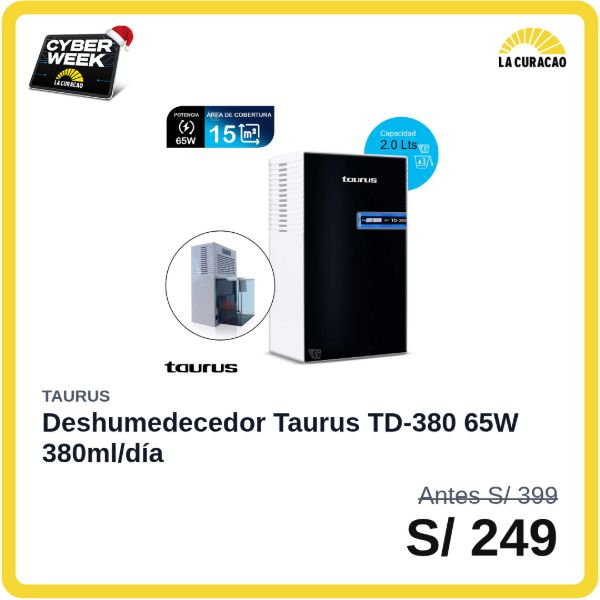 CYBER
WEEK
LA CURACAO
LA CURACAO
POTENCIA
65W
ÁREA DE COBERTURA
15 m²
Capacidad
2.0 Lts
taurus
TD-380
taurus
TAURUS
Deshumedecedor Taurus TD-380 65W
380ml/día
Antes S/ 399
S/ 249